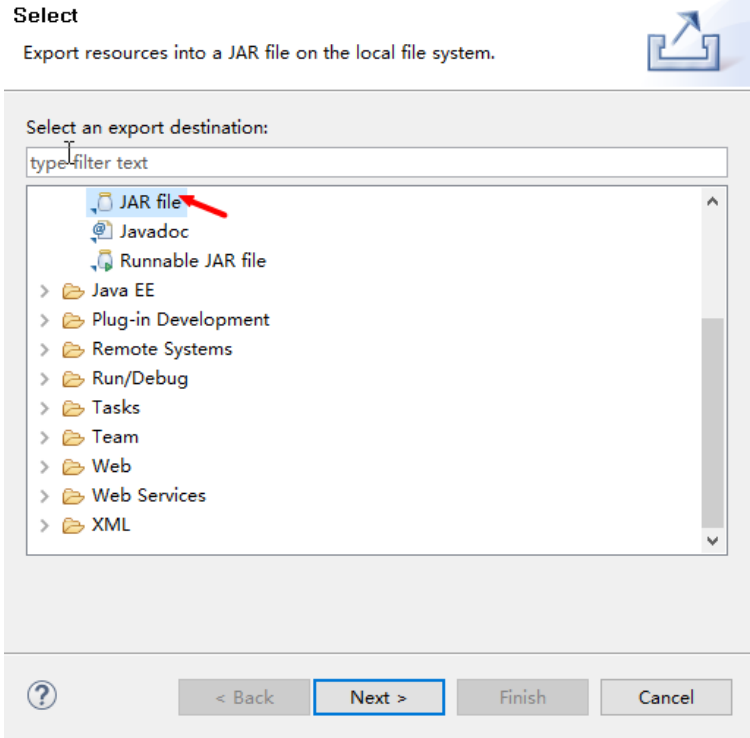 Select
Export resources into a JAR file on the local file system.
Select an export destination:
type filter text
JAR file
Javadoc
Runnable JAR file
Java EE
Plug-in Development
Remote Systems
Run/Debug
Tasks
Team
Web
Web Services
XML
? < Back Next > Finish Cancel